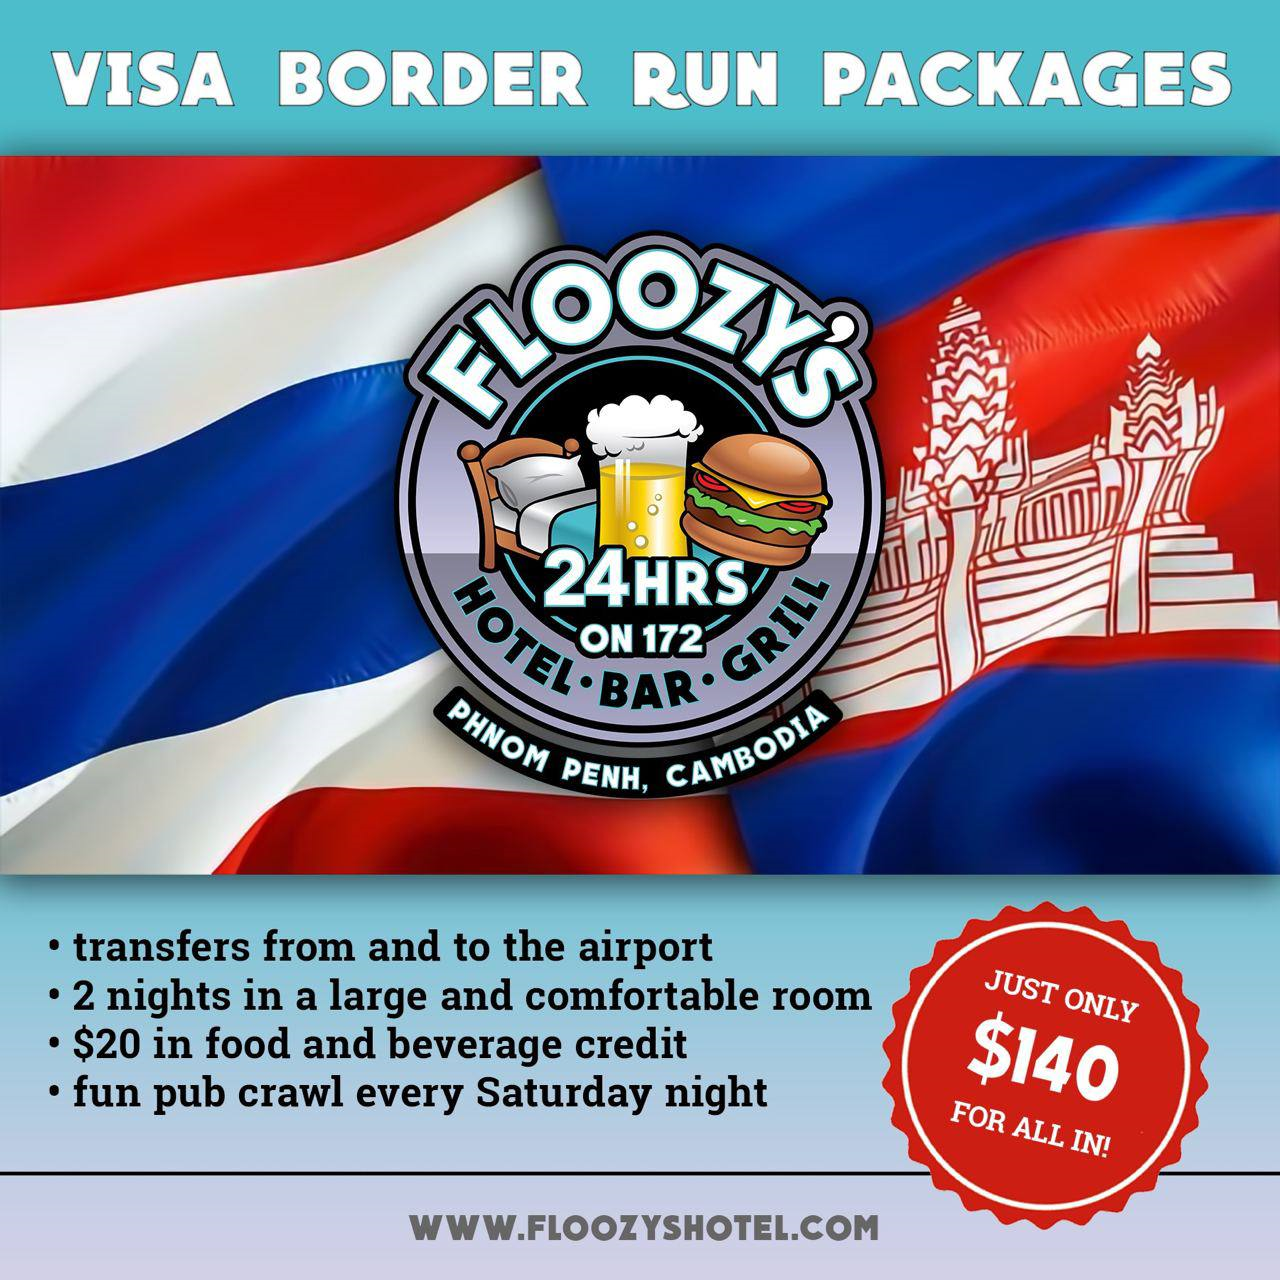 VISA BORDER RUN PACKAGES
FLOOZY'S
24HRS
ON 172
HOTEL • BAR • GRILL
PHNOM PENH, CAMBODIA
• transfers from and to the airport
• 2 nights in a large and comfortable room
• $20 in food and beverage credit
• fun pub crawl every Saturday night
JUST ONLY
$140
FOR ALL IN!
WWW.FLOOZYSHOTEL.COM